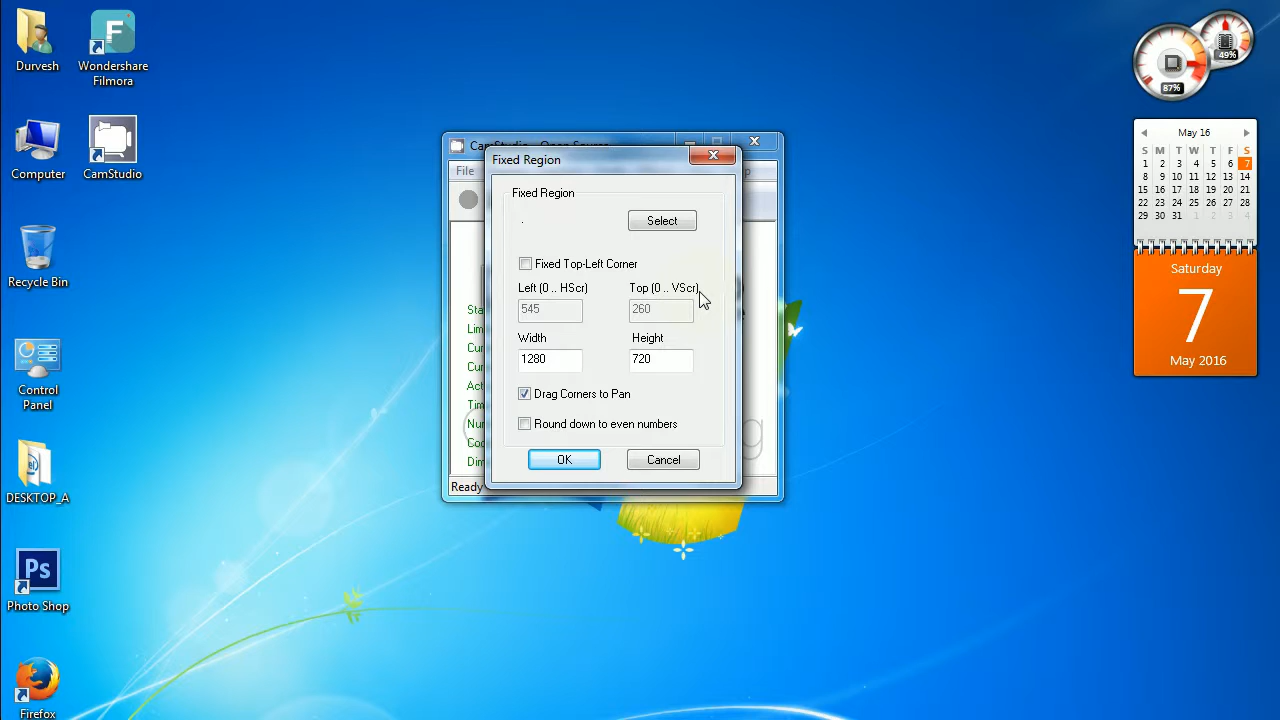 Durvesh
Wondershare
Filmora
Computer
CamStudio
Recycle Bin
Control
Panel
DESKTOP_A
Ps
Photo Shop
Firefox
File
Fixed Region
Fixed Region
.
Select
Fixed Top-Left Corner
Left (0 .. HScr)
Top (0 .. VScr)
545
260
Width
Height
1280
720
Drag Corners to Pan
Round down to even numbers
OK
Cancel
Ready
49%
87%
May 16
S M T W T F S
1 2 3 4 5 6 7
8 9 10 11 12 13 14
15 16 17 18 19 20 21
22 23 24 25 26 27 28
29 30 31 1 2 3 4
Saturday
7
May 2016